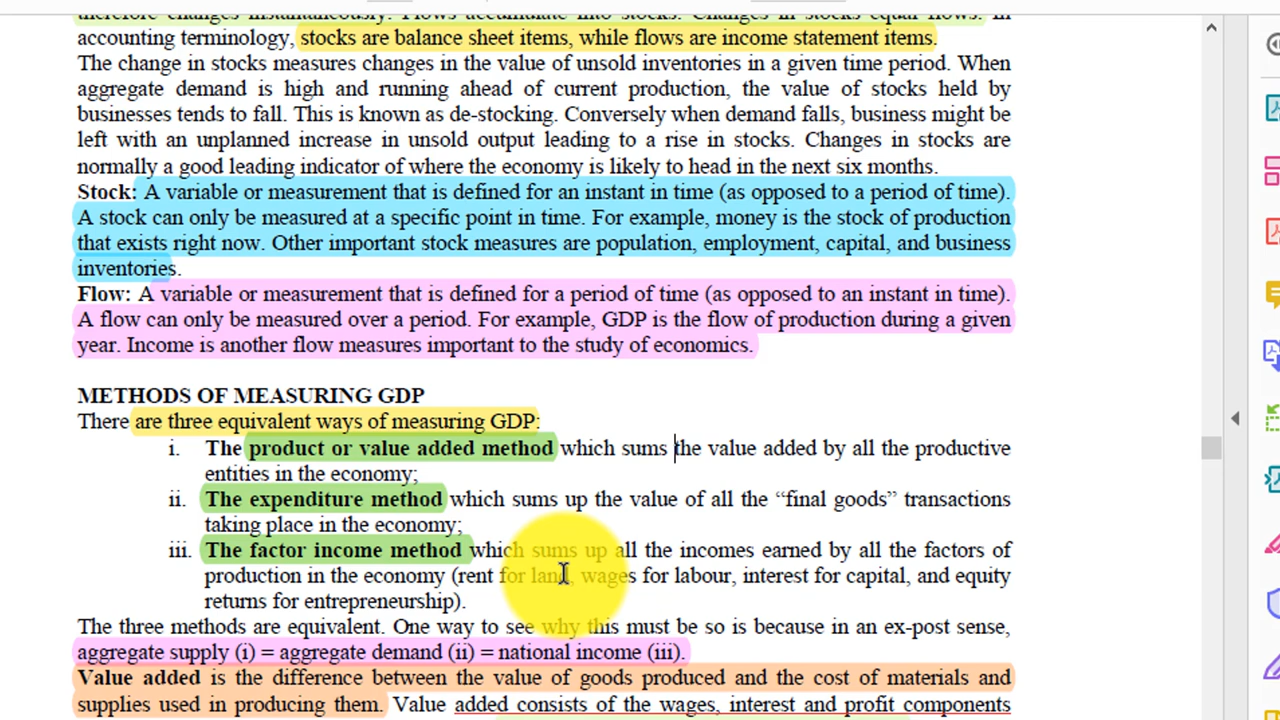 therefore changes instantaneously. Flows accumulate into stocks. Changes in stocks equal flows. In
accounting terminology, stocks are balance sheet items, while flows are income statement items.
The change in stocks measures changes in the value of unsold inventories in a given time period. When
aggregate demand is high and running ahead of current production, the value of stocks held by
businesses tends to fall. This is known as de-stocking. Conversely when demand falls, business might be
left with an unplanned increase in unsold output leading to a rise in stocks. Changes in stocks are
normally a good leading indicator of where the economy is likely to head in the next six months.
Stock: A variable or measurement that is defined for an instant in time (as opposed to a period of time).
A stock can only be measured at a specific point in time. For example, money is the stock of production
that exists right now. Other important stock measures are population, employment, capital, and business
inventories.
Flow: A variable or measurement that is defined for a period of time (as opposed to an instant in time).
A flow can only be measured over a period. For example, GDP is the flow of production during a given
year. Income is another flow measures important to the study of economics.
METHODS OF MEASURING GDP
There are three equivalent ways of measuring GDP:
i. The product or value added method which sums the value added by all the productive
entities in the economy;
ii. The expenditure method which sums up the value of all the “final goods” transactions
taking place in the economy;
iii. The factor income method which sums up all the incomes earned by all the factors of
production in the economy (rent for land, wages for labour, interest for capital, and equity
returns for entrepreneurship).
The three methods are equivalent. One way to see why this must be so is because in an ex-post sense,
aggregate supply (i) = aggregate demand (ii) = national income (iii).
Value added is the difference between the value of goods produced and the cost of materials and
supplies used in producing them. Value added consists of the wages, interest and profit components